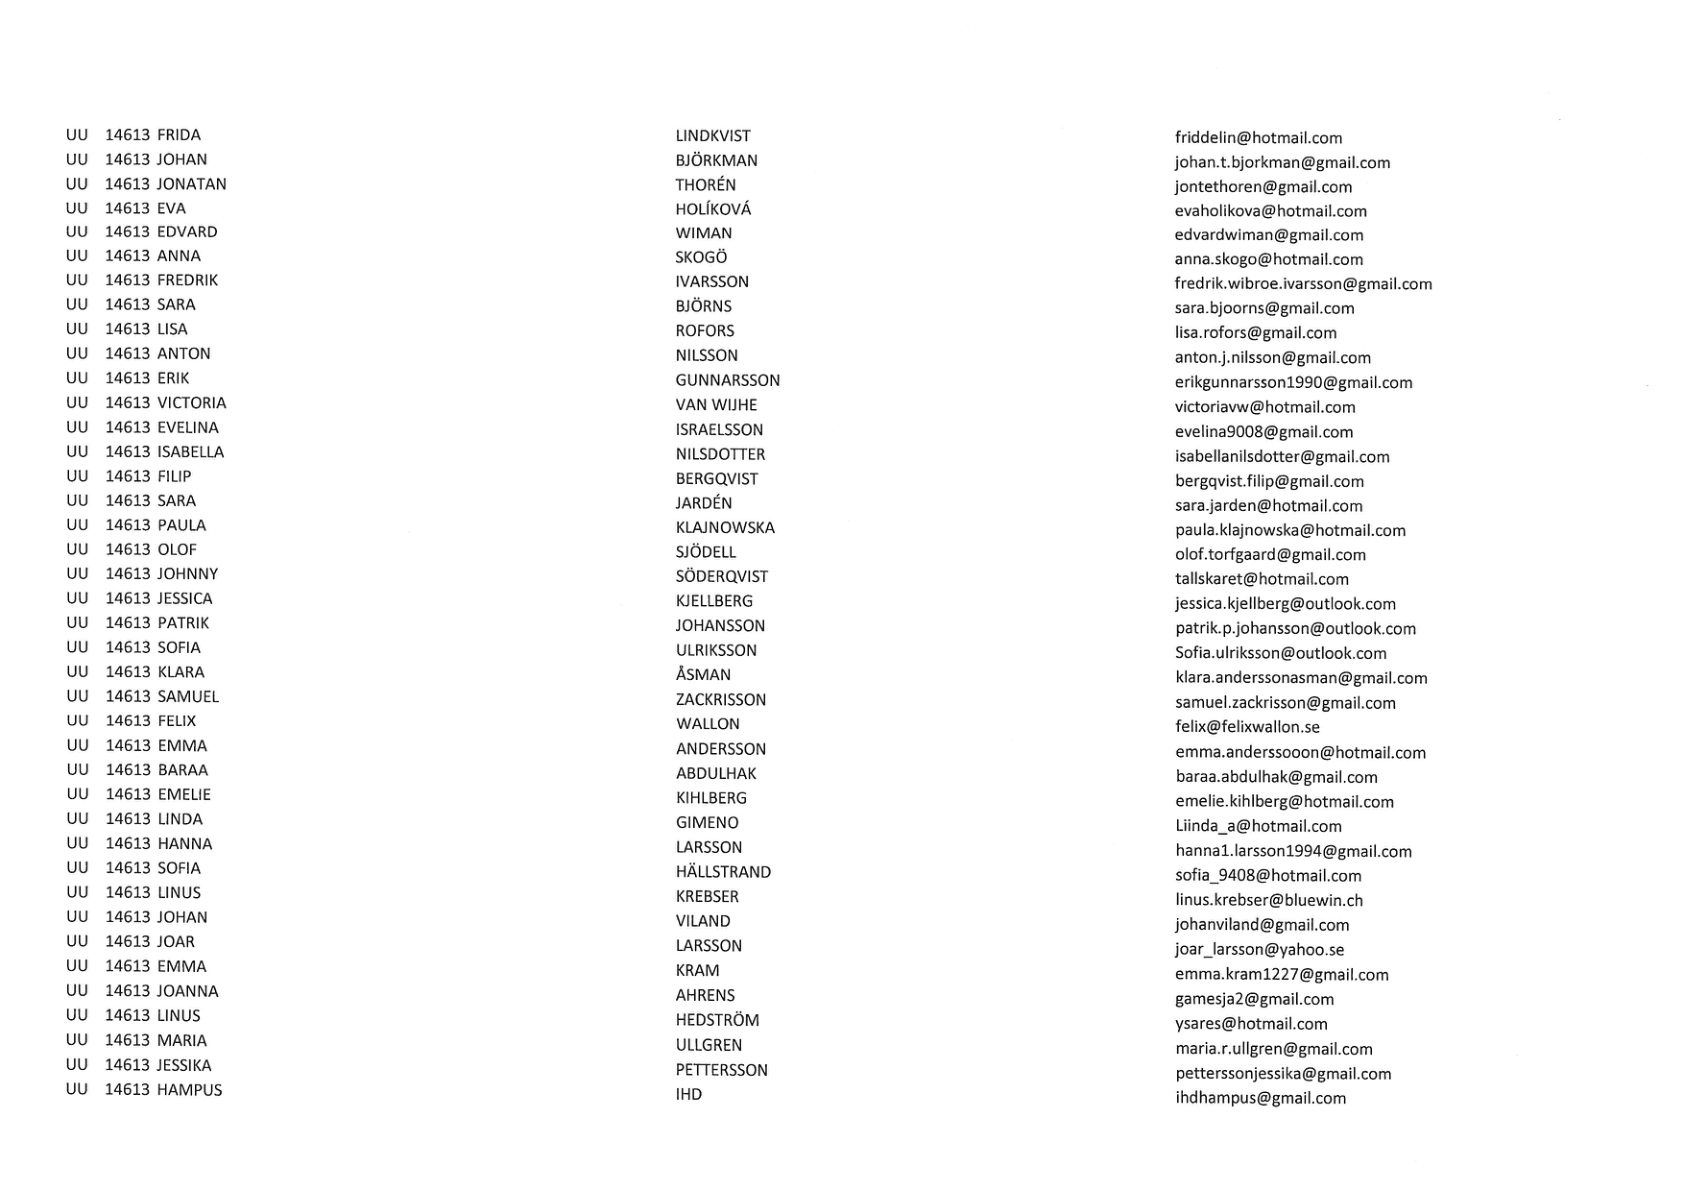 UU 14613 FRIDA LINDKVIST friddelin@hotmail.com
UU 14613 JOHAN BJÖRKMAN johan.t.bjorkman@gmail.com
UU 14613 JONATAN THORÉN jontethoren@gmail.com
UU 14613 EVA HOLÍKOVÁ evaholikova@hotmail.com
UU 14613 EDVARD WIMAN edvardwiman@gmail.com
UU 14613 ANNA SKOGÖ anna.skogo@hotmail.com
UU 14613 FREDRIK IVARSSON fredrik.wibroe.ivarsson@gmail.com
UU 14613 SARA BJÖRNS sara.bjoorns@gmail.com
UU 14613 LISA ROFORS lisa.rofors@gmail.com
UU 14613 ANTON NILSSON anton.j.nilsson@gmail.com
UU 14613 ERIK GUNNARSSON erikgunnarsson1990@gmail.com
UU 14613 VICTORIA VAN WIJHE victoriavw@hotmail.com
UU 14613 EVELINA ISRAELSSON evelina9008@gmail.com
UU 14613 ISABELLA NILSDOTTER isabellanilsdotter@gmail.com
UU 14613 FILIP BERGQVIST bergqvist.filip@gmail.com
UU 14613 SARA JARDÉN sara.jarden@hotmail.com
UU 14613 PAULA KLAJNOWSKA paula.klajnowska@hotmail.com
UU 14613 OLOF SJÖDELL olof.torfgaard@gmail.com
UU 14613 JOHNNY SÖDERQVIST tallskaret@hotmail.com
UU 14613 JESSICA KJELLBERG jessica.kjellberg@outlook.com
UU 14613 PATRIK JOHANSSON patrik.p.johansson@outlook.com
UU 14613 SOFIA ULRIKSSON Sofia.ulriksson@outlook.com
UU 14613 KLARA ÅSMAN klara.anderssonasman@gmail.com
UU 14613 SAMUEL ZACKRISSON samuel.zackrisson@gmail.com
UU 14613 FELIX WALLON felix@felixwallon.se
UU 14613 EMMA ANDERSSON emma.anderssooon@hotmail.com
UU 14613 BARAA ABDULHAK baraa.abdulhak@gmail.com
UU 14613 EMELIE KIHLBERG emelie.kihlberg@hotmail.com
UU 14613 LINDA GIMENO Liinda_a@hotmail.com
UU 14613 HANNA LARSSON hanna1.larsson1994@gmail.com
UU 14613 SOFIA HÄLLSTRAND sofia_9408@hotmail.com
UU 14613 LINUS KREBSER linus.krebser@bluewin.ch
UU 14613 JOHAN VILAND johanviland@gmail.com
UU 14613 JOAR LARSSON joar_larsson@yahoo.se
UU 14613 EMMA KRAM emma.kram1227@gmail.com
UU 14613 JOANNA AHRENS gamesja2@gmail.com
UU 14613 LINUS HEDSTRÖM ysares@hotmail.com
UU 14613 MARIA ULLGREN maria.r.ullgren@gmail.com
UU 14613 JESSIKA PETTERSSON petterssonjessika@gmail.com
UU 14613 HAMPUS IHD ihdhampus@gmail.com